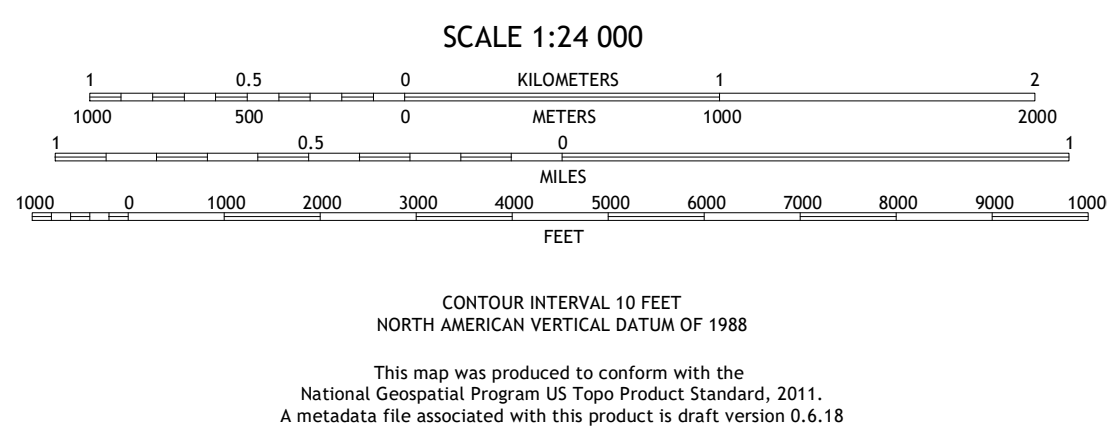 SCALE 1:24 000
1 0.5 0 KILOMETERS 1 2
1000 500 0 METERS 1000 2000
1 0.5 0 1
MILES
1000 0 1000 2000 3000 4000 5000 6000 7000 8000 9000 1000
FEET
CONTOUR INTERVAL 10 FEET
NORTH AMERICAN VERTICAL DATUM OF 1988
This map was produced to conform with the
National Geospatial Program US Topo Product Standard, 2011.
A metadata file associated with this product is draft version 0.6.18